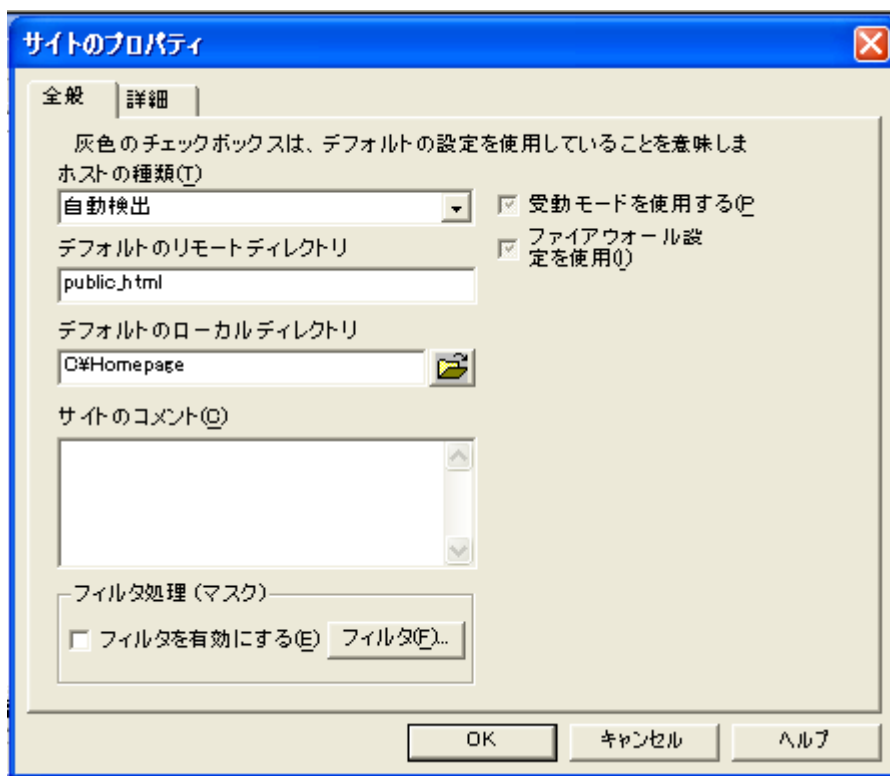 サイトのプロパティ
全般 詳細
灰色のチェックボックスは、デフォルトの設定を使用していることを意味しま
ホストの種類(T)
自動検出
受動モードを使用する(P
デフォルトのリモートディレクトリ
ファイアウォール設
定を使用(I)
public_html
デフォルトのローカルディレクトリ
C¥Homepage
サイトのコメント(C)
フィルタ処理(マスク)
フィルタを有効にする(E) フィルタ(F)...
OK キャンセル ヘルプ